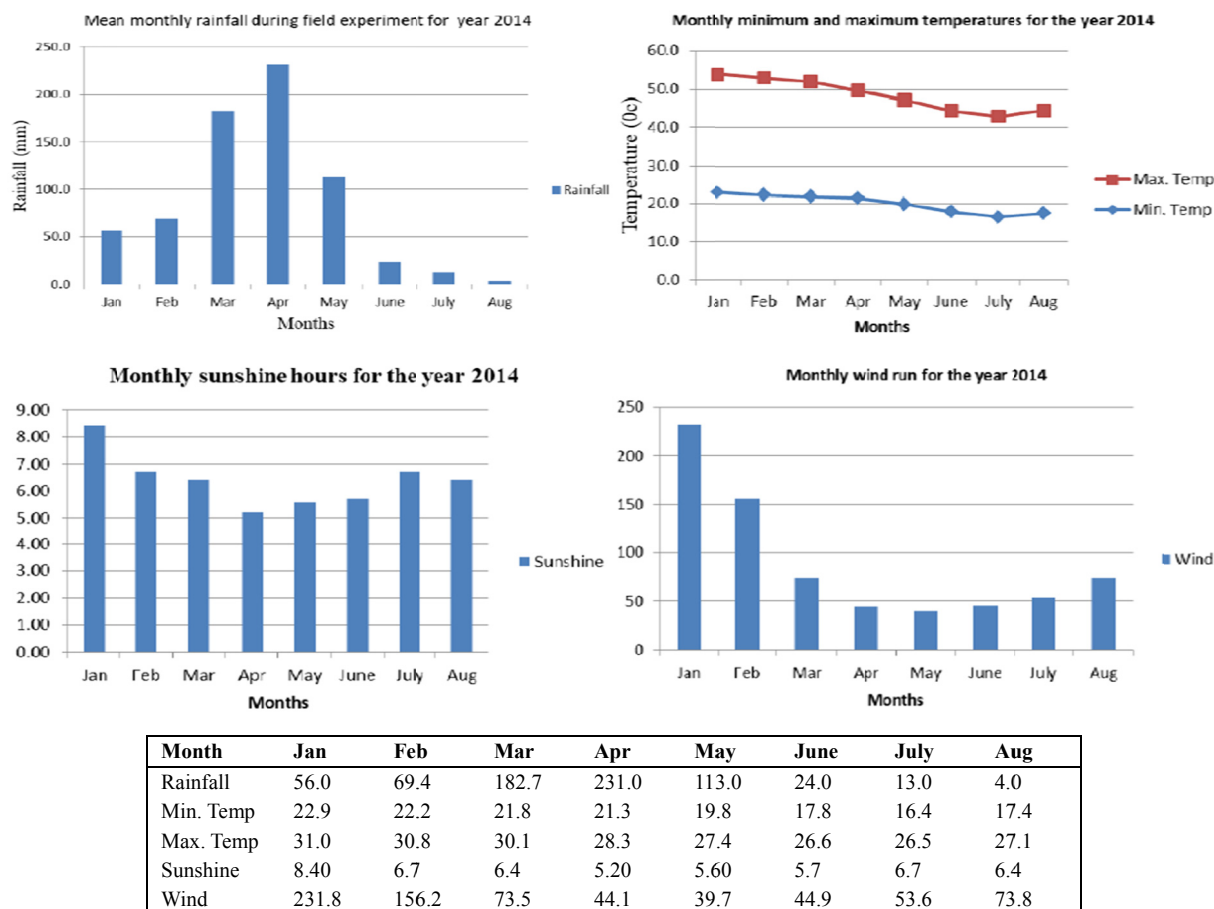 Mean monthly rainfall during field experiment for year 2014
250.0
200.0
150.0
100.0
50.0
0.0
Rainfall (mm)
Jan Feb Mar Apr May June July Aug
Months
Rainfall
Monthly minimum and maximum temperatures for the year 2014
60.0
50.0
40.0
30.0
20.0
10.0
0.0
Temperature (0c)
Jan Feb Mar Apr May June July Aug
Months
Max. Temp
Min. Temp
Monthly sunshine hours for the year 2014
9.00
8.00
7.00
6.00
5.00
4.00
3.00
2.00
1.00
0.00
Jan Feb Mar Apr May June July Aug
Months
Sunshine
Monthly wind run for the year 2014
250
200
150
100
50
0
Jan Feb Mar Apr May June July Aug
Months
Wind
Month Jan Feb Mar Apr May June July Aug
Rainfall 56.0 69.4 182.7 231.0 113.0 24.0 13.0 4.0
Min. Temp 22.9 22.2 21.8 21.3 19.8 17.8 16.4 17.4
Max. Temp 31.0 30.8 30.1 28.3 27.4 26.6 26.5 27.1
Sunshine 8.40 6.7 6.4 5.20 5.60 5.7 6.7 6.4
Wind 231.8 156.2 73.5 44.1 39.7 44.9 53.6 73.8